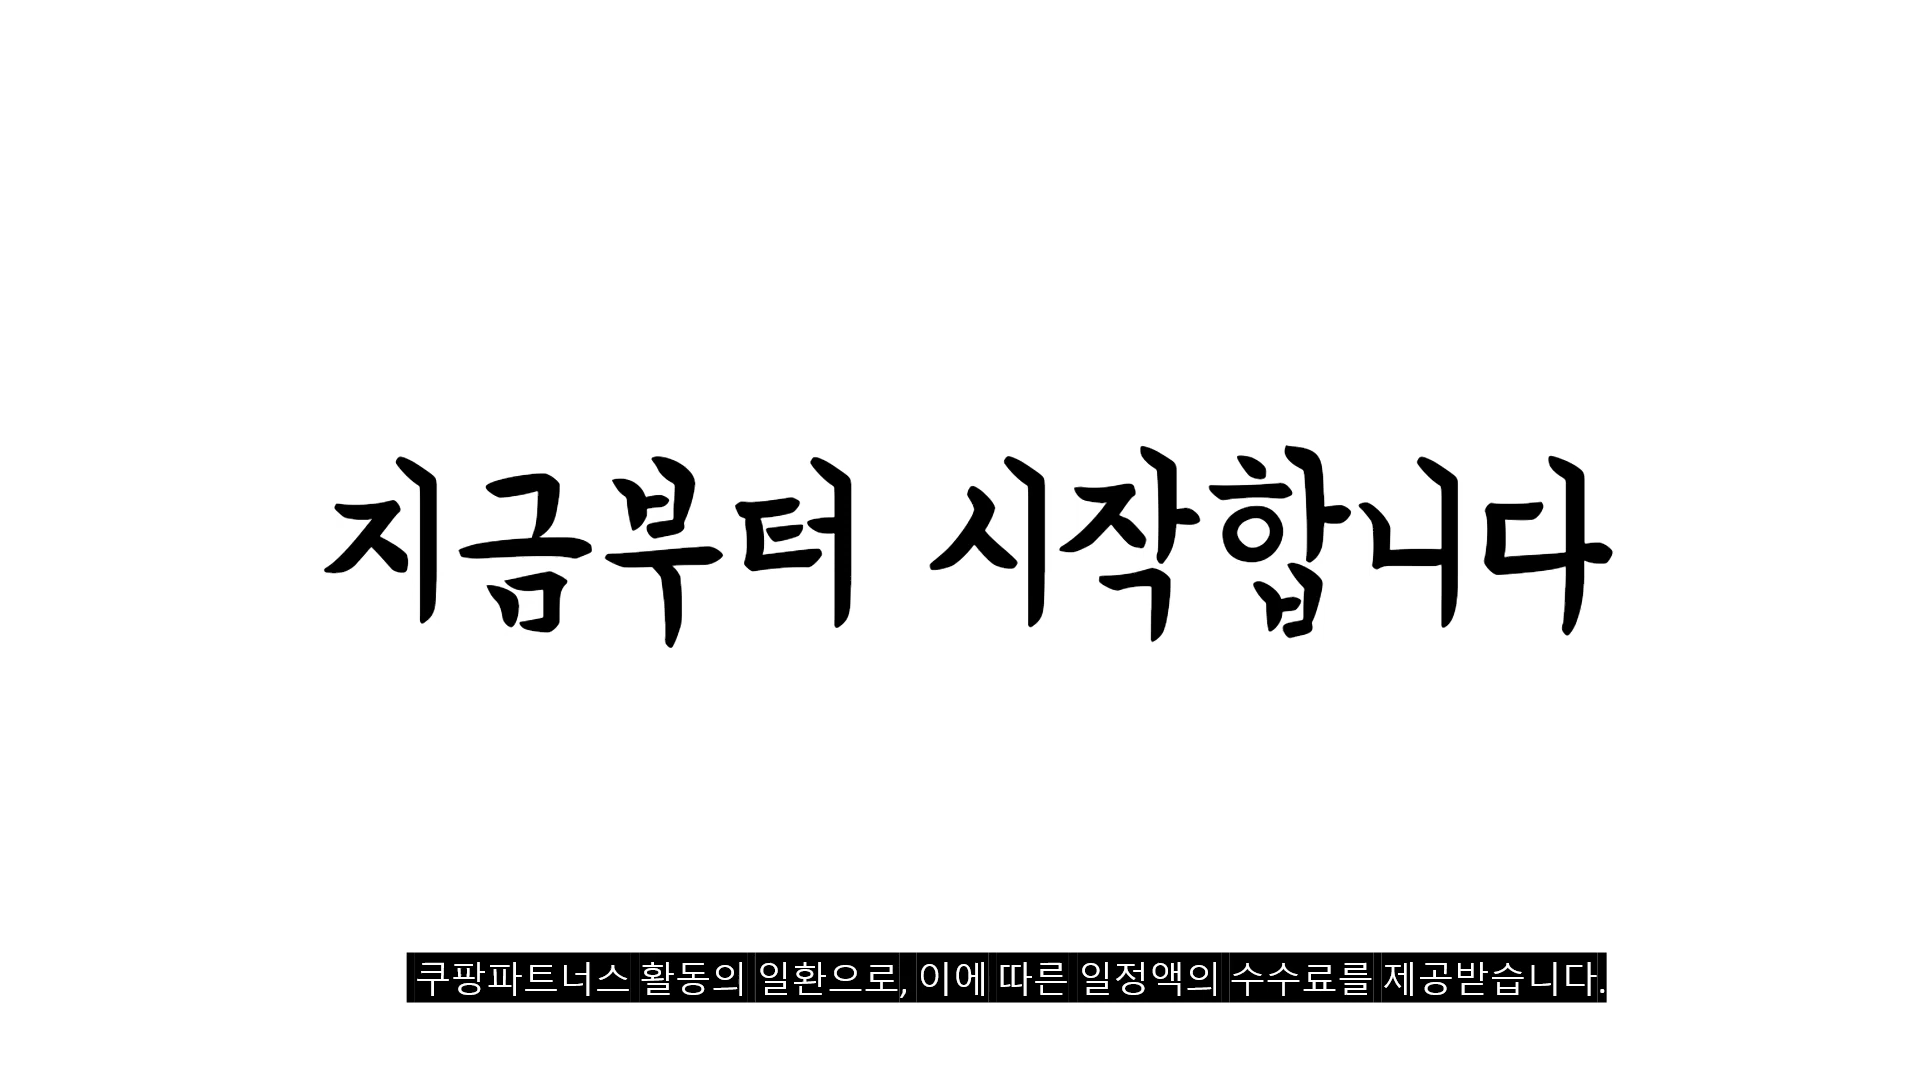 지금부터 시작합니다
쿠팡파트너스 활동의 일환으로, 이에 따른 일정액의 수수료를 제공받습니다.